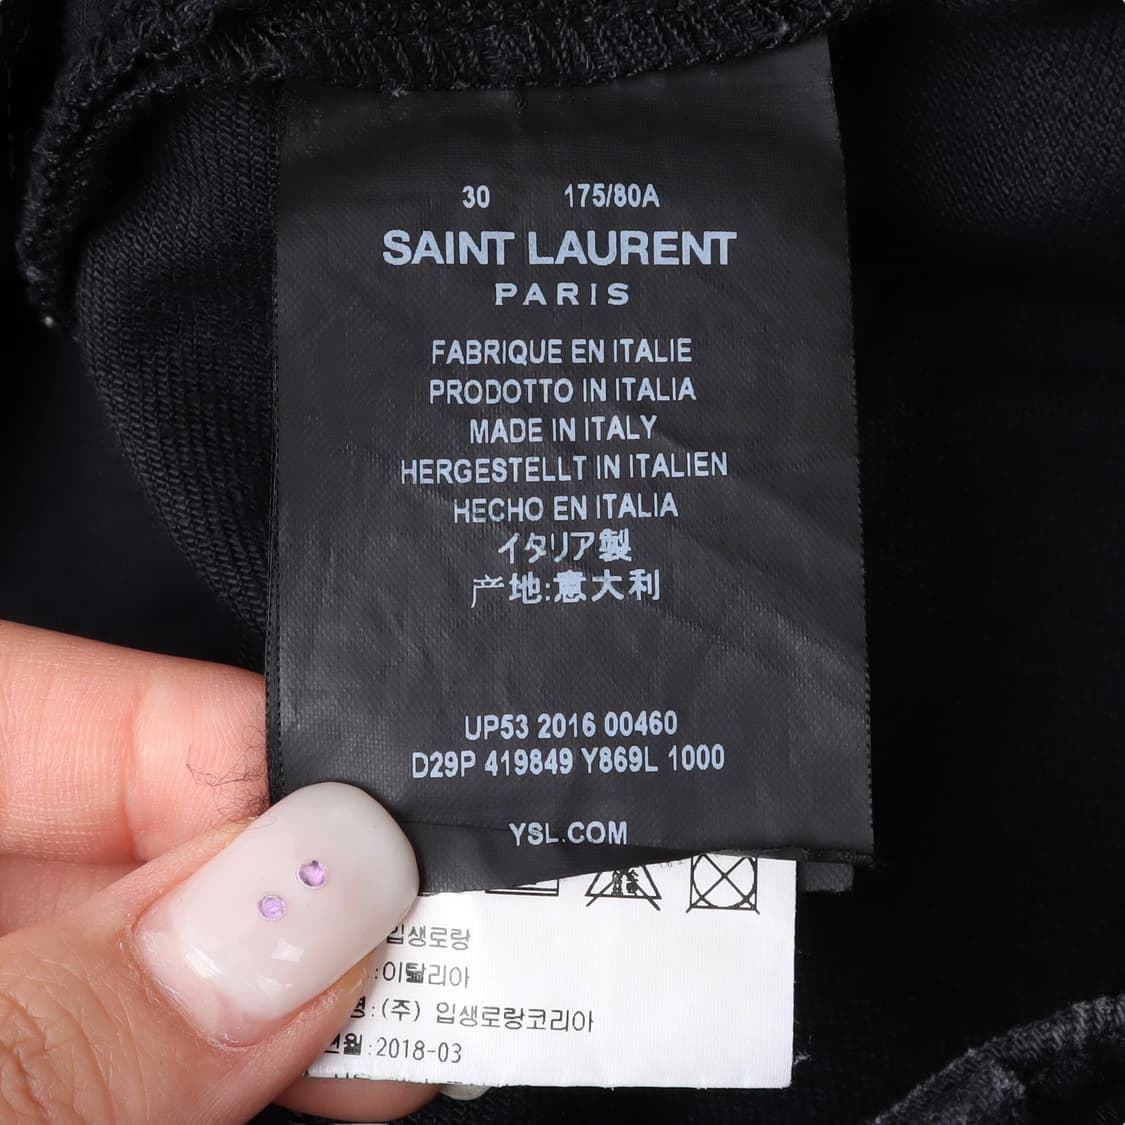 30 175/80A
SAINT LAURENT
PARIS
FABRIQUE EN ITALIE
PRODOTTO IN ITALIA
MADE IN ITALY
HERGESTELLT IN ITALIEN
HECHO EN ITALIA
イタリア製
产地:意大利
UP53 2016 00460
D29P 419849 Y869L 1000
YSL.COM
입생로랑
:이탈리아
명:(주) 입생로랑코리아
연월:2018-03